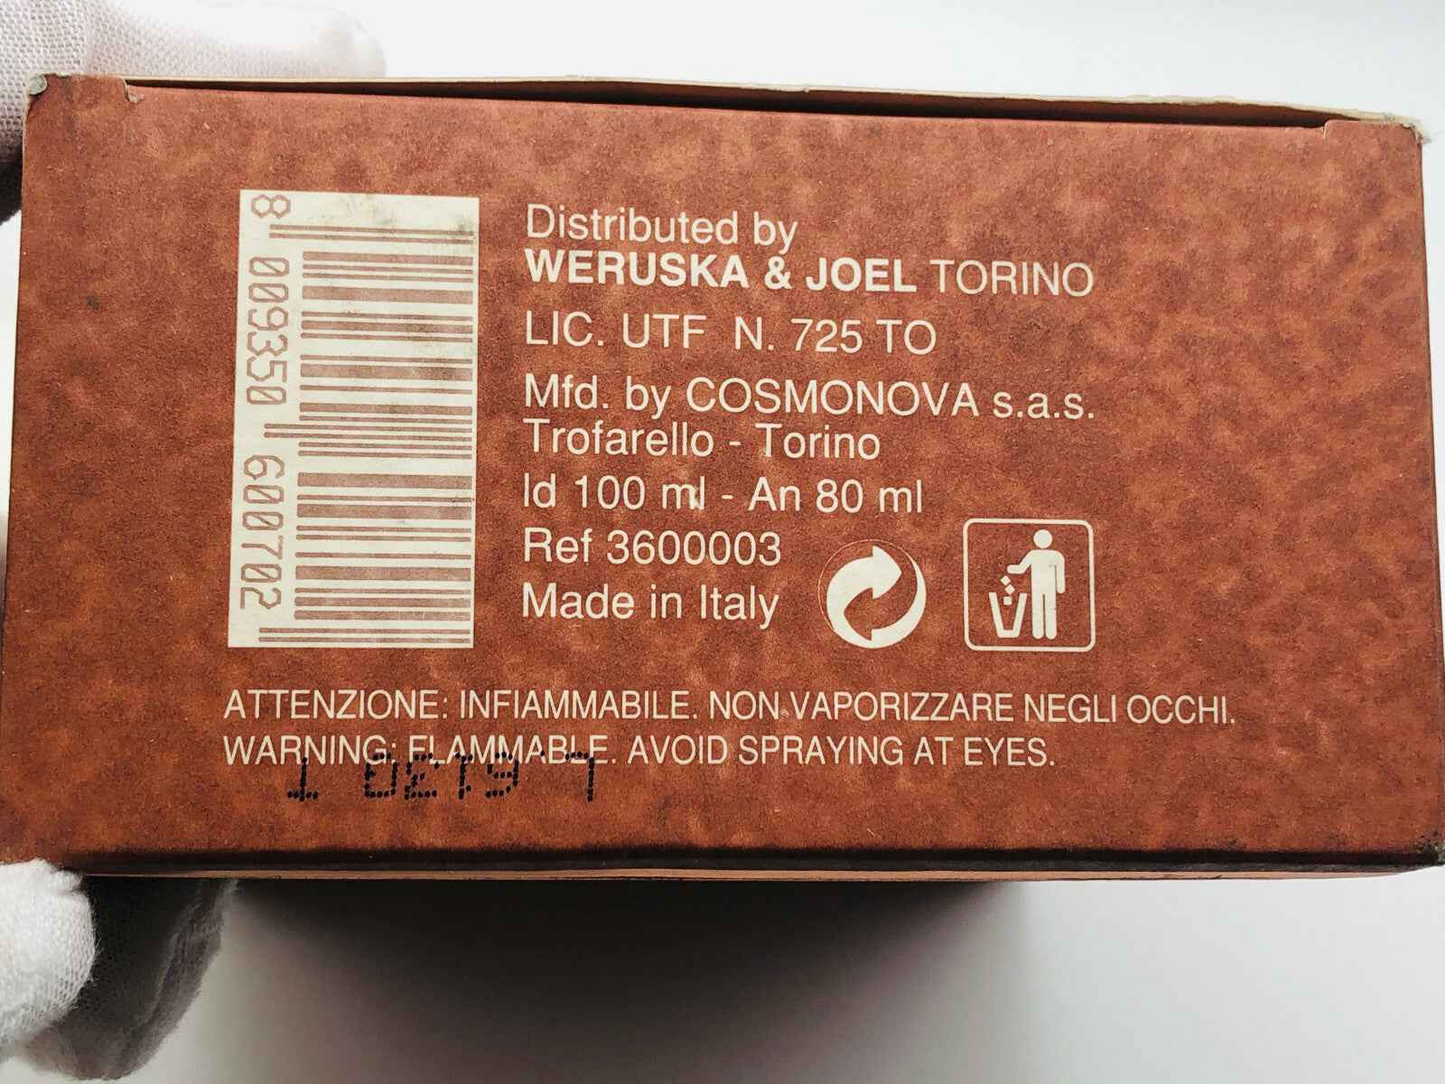 8 009350 600702
Distributed by
WERUSKA & JOEL TORINO
LIC. UTF N. 725 TO
Mfd. by COSMONOVA s.a.s.
Trofarello - Torino
Id 100 ml - An 80 ml
Ref 3600003
Made in Italy
ATTENZIONE: INFIAMMABILE. NON VAPORIZZARE NEGLI OCCHI.
WARNING: FLAMMABLE. AVOID SPRAYING AT EYES.